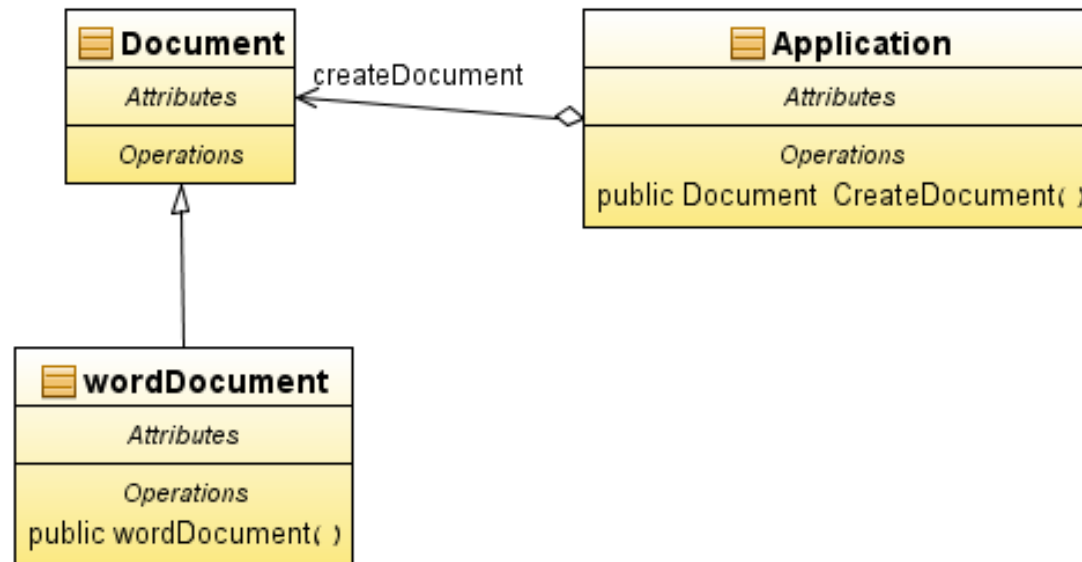 Document
Attributes
Operations
createDocument
Application
Attributes
Operations
public Document CreateDocument( )
wordDocument
Attributes
Operations
public wordDocument( )